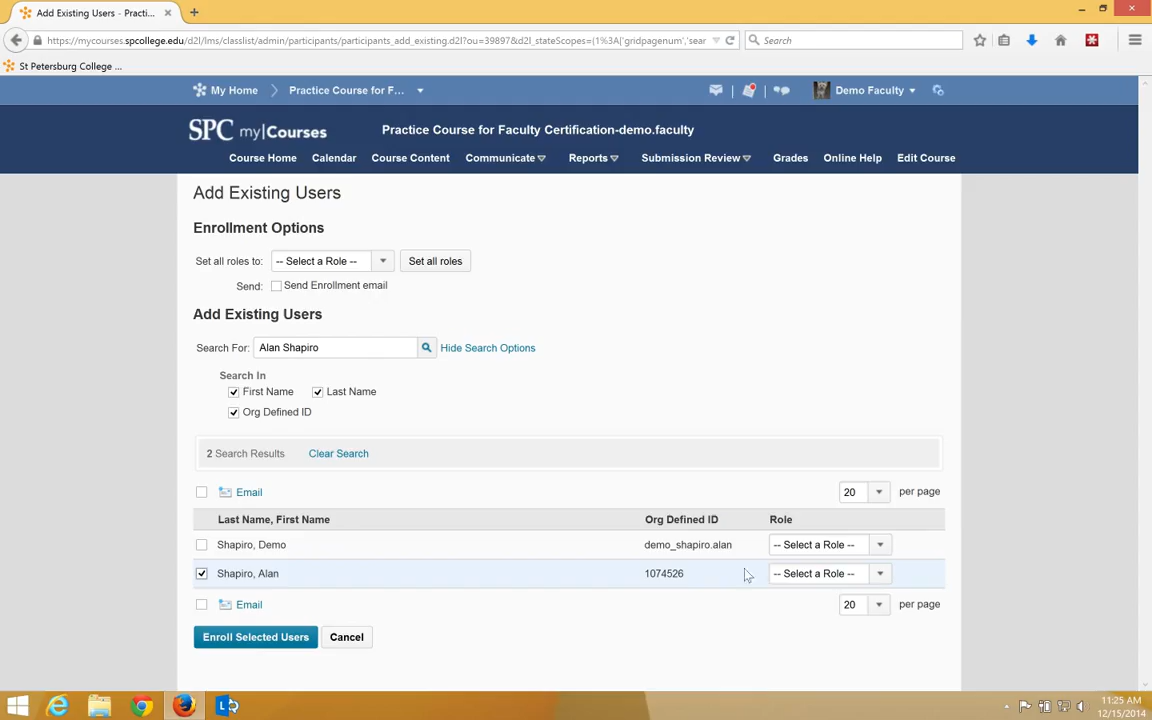 Add Existing Users - Practi...
https://mycourses.spcollege.edu/d2l/lms/classlist/admin/participants/participants_add_existing.d2l?ou=39897&d2l_stateScopes={1%3A['gridpagenum','sear
Search
St Petersburg College ...
My Home Practice Course for F... Demo Faculty
SPC my|Courses Practice Course for Faculty Certification-demo.faculty
Course Home Calendar Course Content Communicate Reports Submission Review Grades Online Help Edit Course
Add Existing Users
Enrollment Options
Set all roles to: -- Select a Role -- Set all roles
Send: Send Enrollment email
Add Existing Users
Search For: Alan Shapiro Hide Search Options
Search In
First Name Last Name
Org Defined ID
2 Search Results Clear Search
Email 20 per page
Last Name, First Name Org Defined ID Role
Shapiro, Demo demo_shapiro.alan -- Select a Role --
Shapiro, Alan 1074526 -- Select a Role --
Email 20 per page
Enroll Selected Users Cancel
11:25 AM
12/15/2014